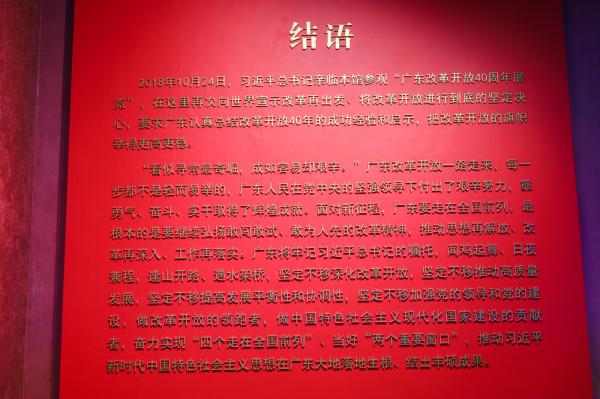 结语
2018年10月24日，习近平总书记亲临本馆参观“广东改革开放40周年展
览”，在这里再次向世界宣示改革再出发、将改革开放进行到底的坚定决
心，要求广东认真总结改革开放40年的成功经验和启示，把改革开放的旗帜
举得更高更稳。
“看似寻常最奇崛，成如容易却艰辛。”广东改革开放一路走来，每一
步都不是轻而易举的，广东人民在党中央的坚强领导下付出了艰辛努力，靠
勇气、奋斗、实干取得了辉煌成就。面对新征程，广东要走在全国前列，最
根本的是要继续弘扬敢闯敢试、敢为人先的改革精神，推动思想再解放、改
革再深入、工作再落实。广东将牢记习近平总书记的嘱托，闻鸡起舞、日夜
兼程，逢山开路、遇水架桥，坚定不移深化改革开放，坚定不移推动高质量
发展，坚定不移提高发展平衡性和协调性，坚定不移加强党的领导和党的建
设，做改革开放的领跑者，做中国特色社会主义现代化国家建设的贡献
者，奋力实现“四个走在全国前列”、当好“两个重要窗口”，推动习近平
新时代中国特色社会主义思想在广东大地落地生根、结出丰硕成果。